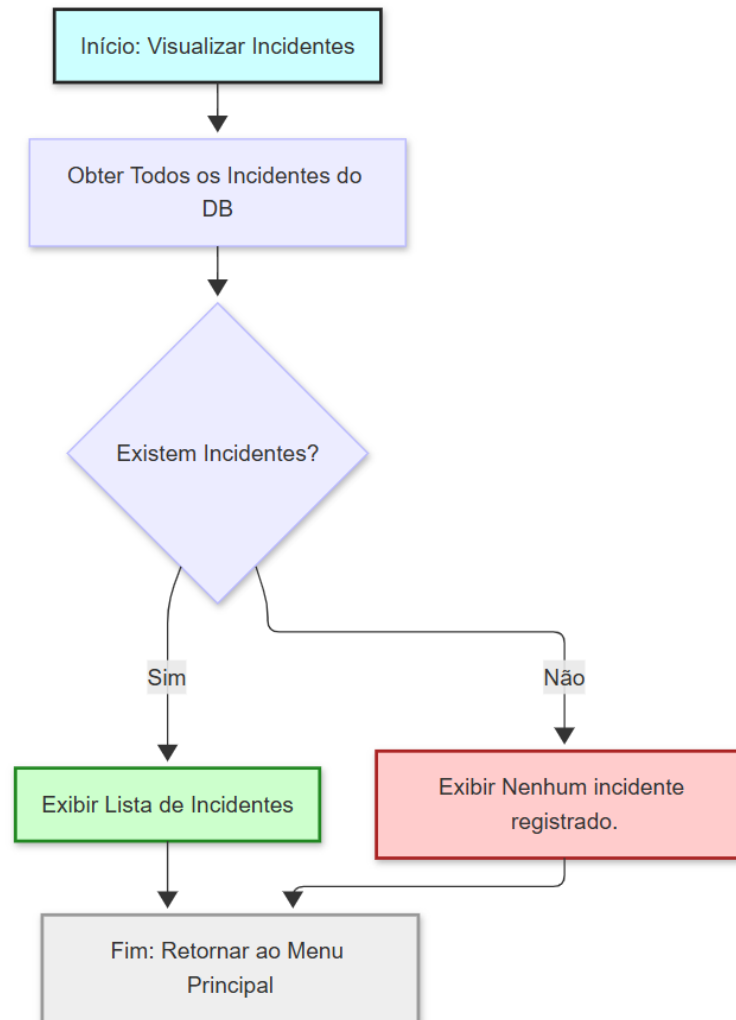 Início: Visualizar Incidentes
Obter Todos os Incidentes do
DB
Existem Incidentes?
Sim
Não
Exibir Lista de Incidentes
Exibir Nenhum incidente
registrado.
Fim: Retornar ao Menu
Principal